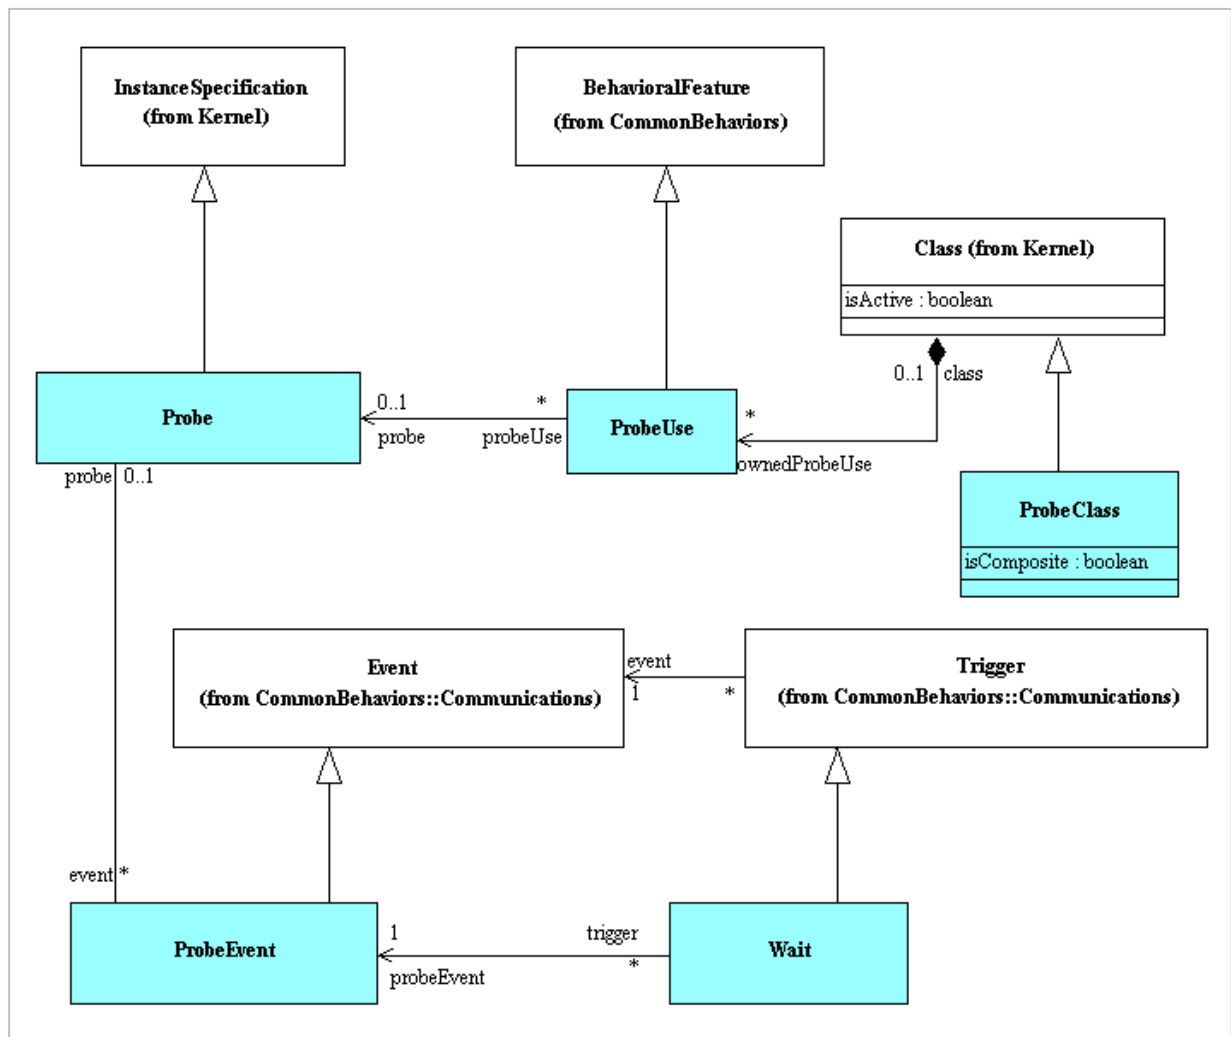 InstanceSpecification
(from Kernel)
BehavioralFeature
(from CommonBehaviors)
Class (from Kernel)
isActive : boolean
0..1 class
Probe
0..1
probe
*
probeUse
ProbeUse
*
ownedProbeUse
probe 0..1
ProbeClass
isComposite : boolean
Event
(from CommonBehaviors::Communications)
event
1
*
Trigger
(from CommonBehaviors::Communications)
event *
ProbeEvent
1
probeEvent
trigger
*
Wait